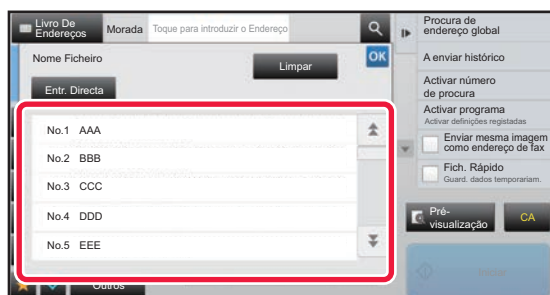 Livro De
Endereços
Morada
Toque para introduzir o Endereço
Nome Ficheiro
Limpar
OK
Entr. Directa
No.1 AAA
No.2 BBB
No.3 CCC
No.4 DDD
No.5 EEE
Outros
Procura de
endereço global
A enviar histórico
Activar número
de procura
Activar programa
Activar definições registadas
Enviar mesma imagem
como endereço de fax
Fich. Rápido
Guard. dados temporariam.
Pré-
visualização
CA